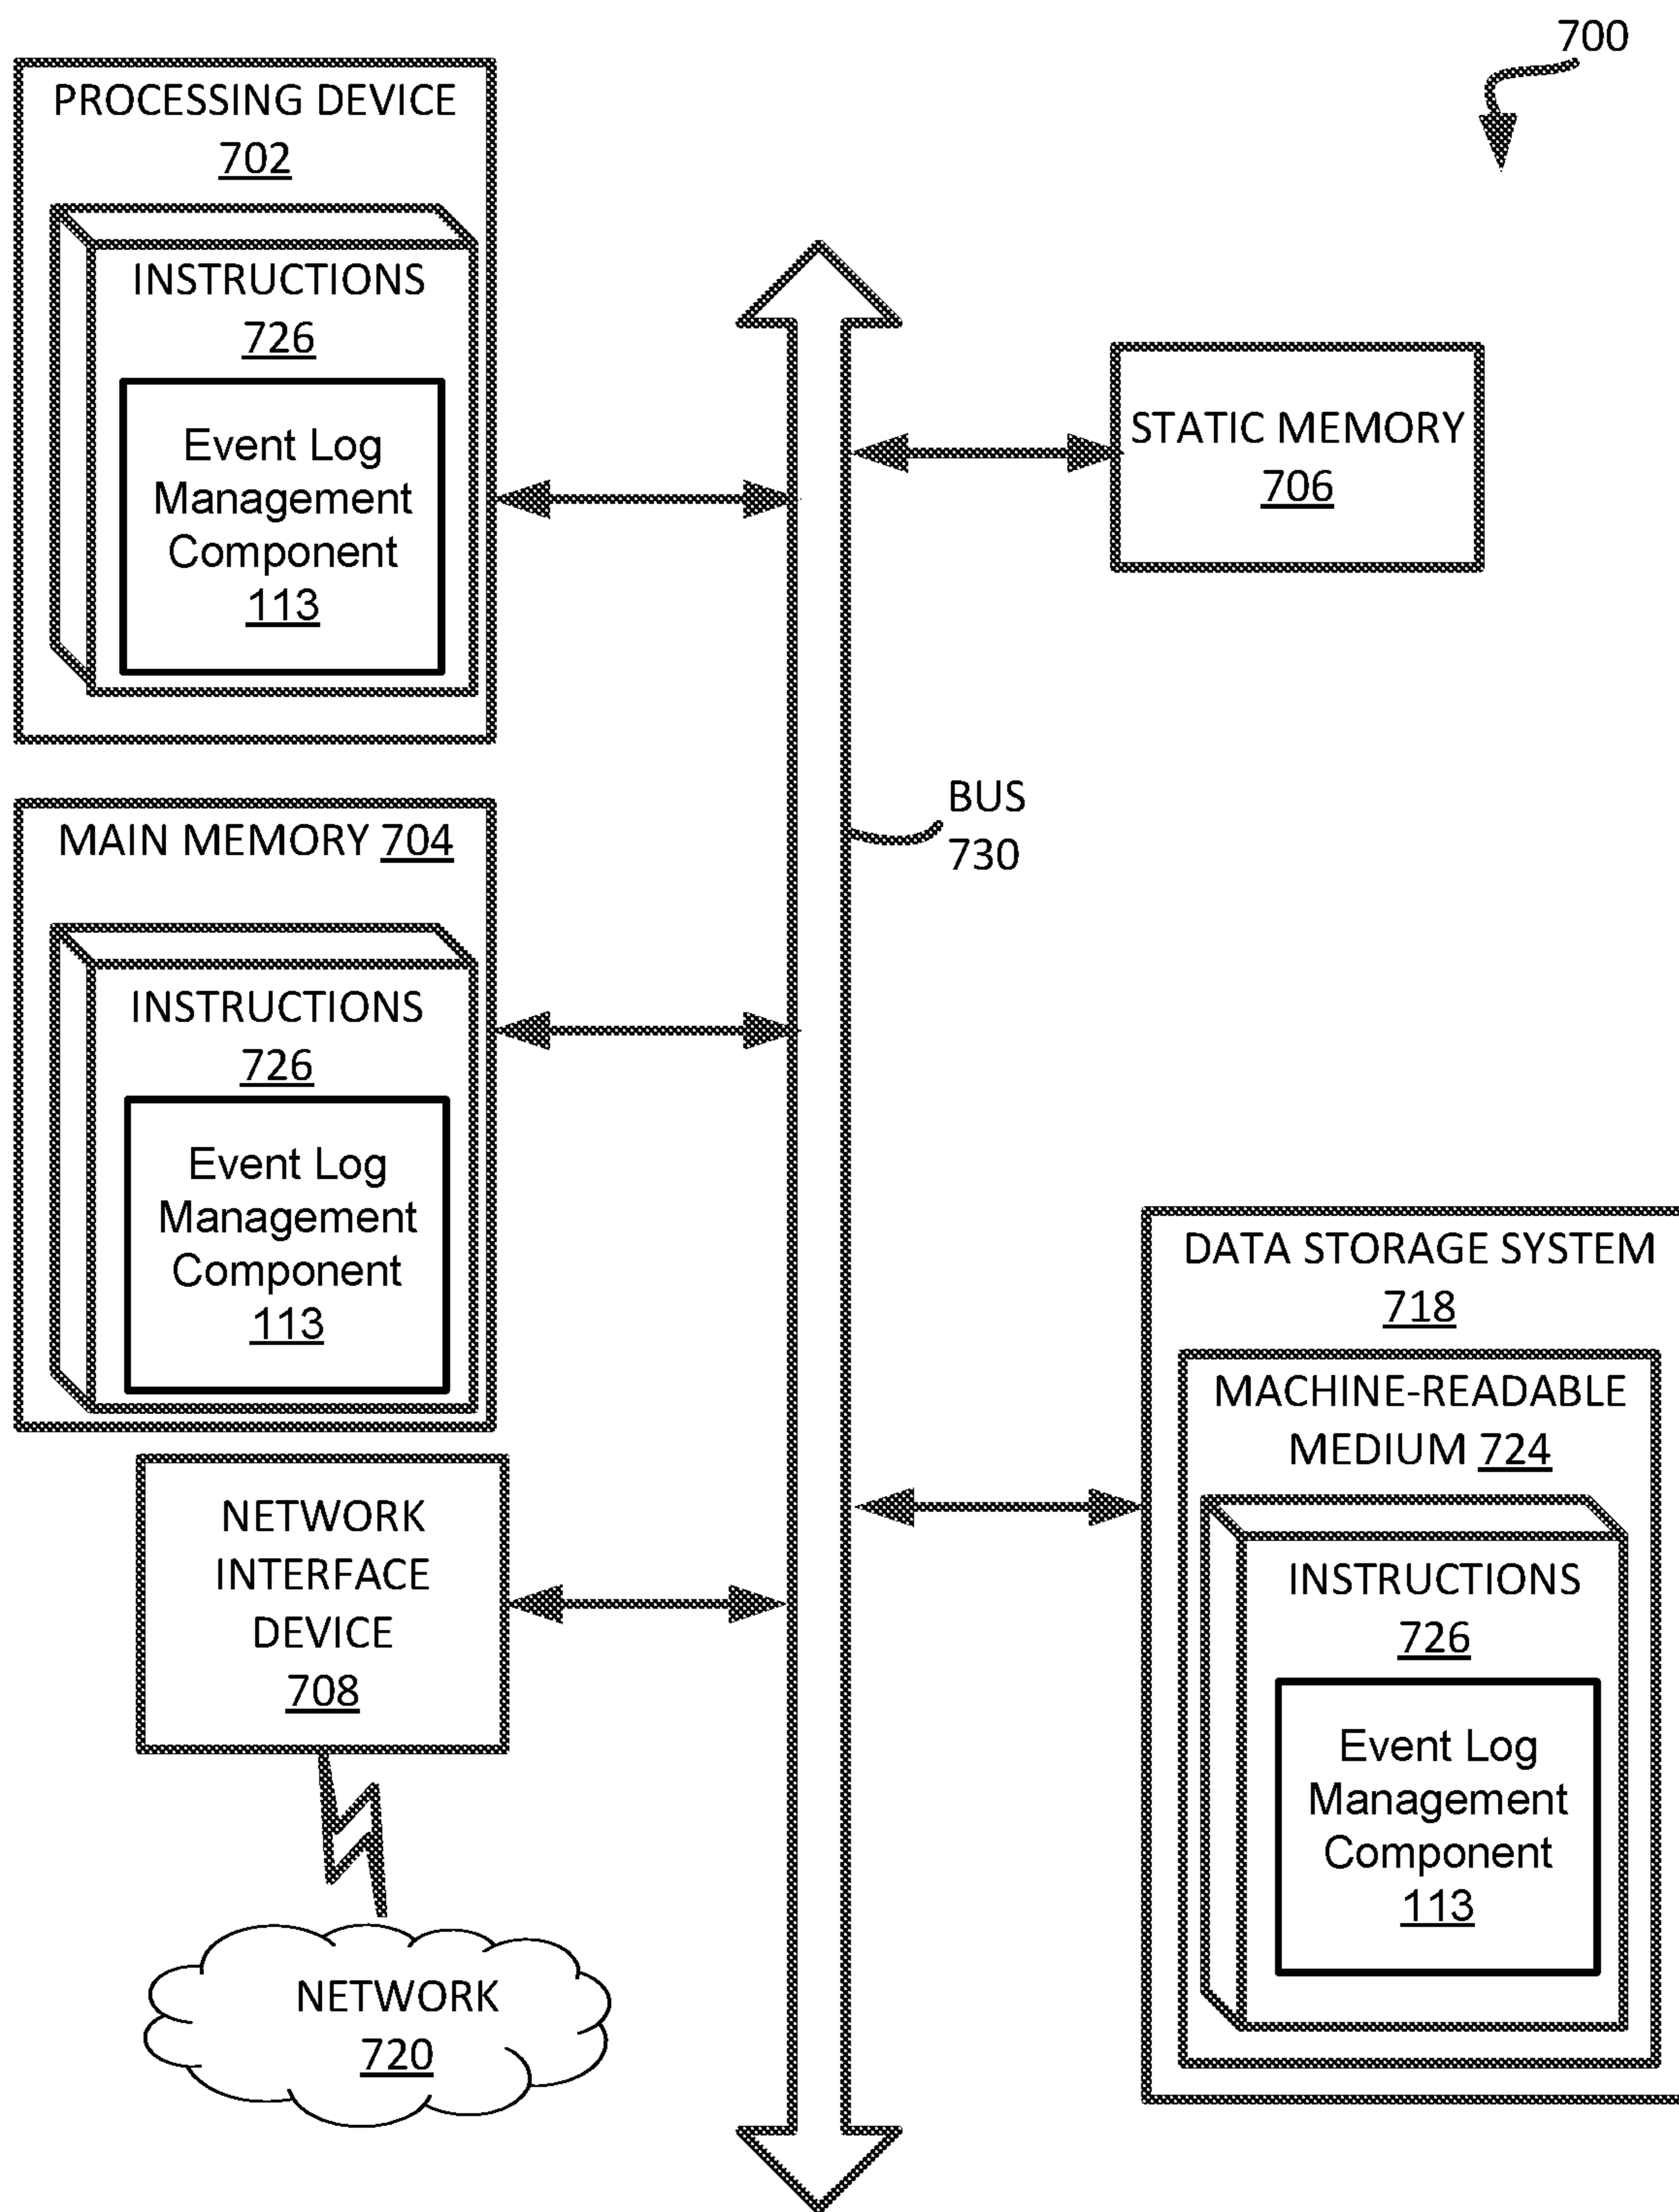 700
PROCESSING DEVICE
702
INSTRUCTIONS
726
Event Log
Management
Component
113
STATIC MEMORY
706
BUS
730
MAIN MEMORY 704
INSTRUCTIONS
726
Event Log
Management
Component
113
DATA STORAGE SYSTEM
718
MACHINE-READABLE
MEDIUM 724
INSTRUCTIONS
726
Event Log
Management
Component
113
NETWORK
INTERFACE
DEVICE
708
NETWORK
720